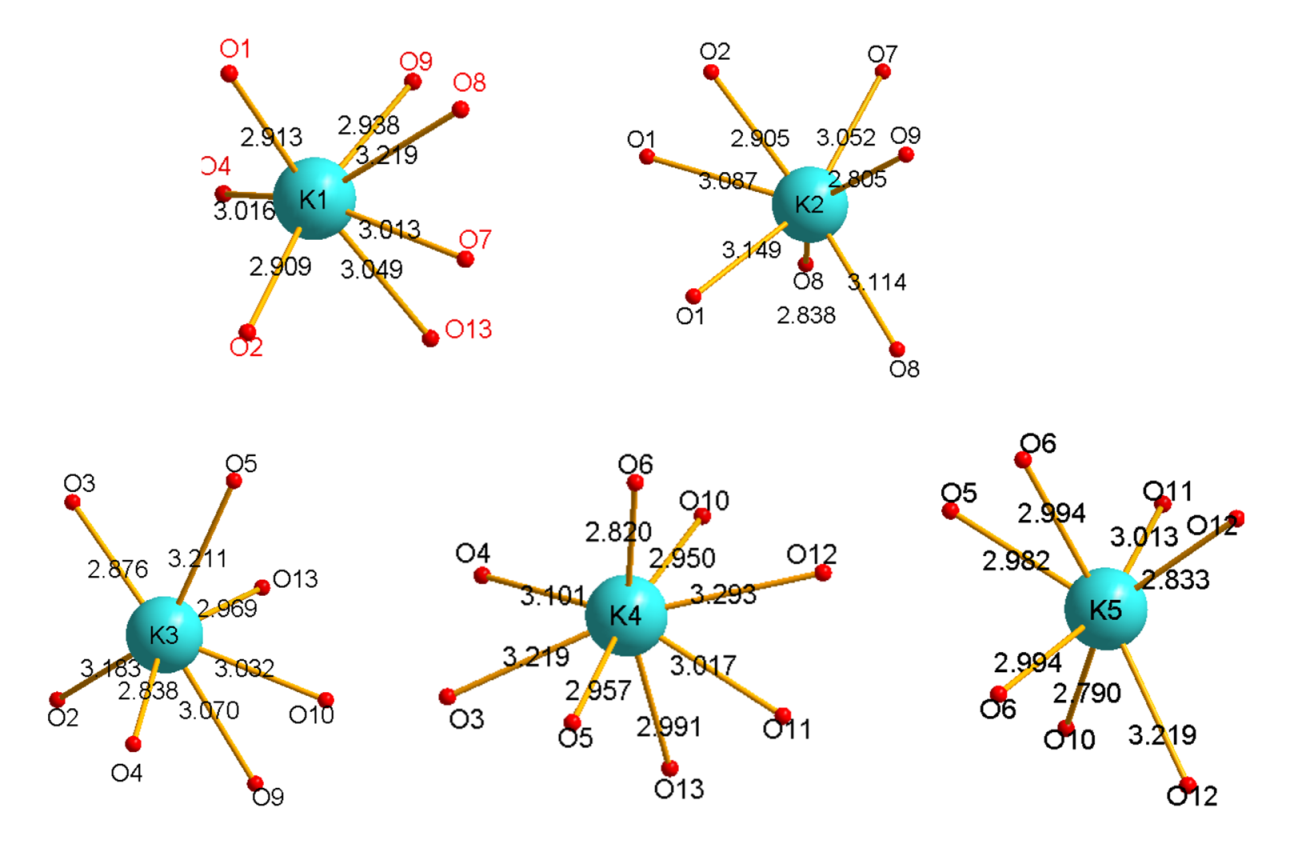 O1
O9
O8
2.913
2.938
3.219
O4
K1
3.016
3.013
2.909
3.049
O7
O2
O13
O2
O7
2.905
3.052
O1
O9
3.087
2.805
K2
3.149
O8
3.114
O1
2.838
O8
O3
O5
2.876
3.211
O13
2.969
K3
3.183
3.032
2.838
3.070
O2
O10
O4
O9
O6
O10
2.820
2.950
O4
O12
3.101
3.293
K4
3.219
3.017
2.957
O3
2.991
O5
O11
O13
O6
O5
O11
2.994
O12
3.013
2.982
2.833
K5
2.994
2.790
O6
O10
3.219
O12